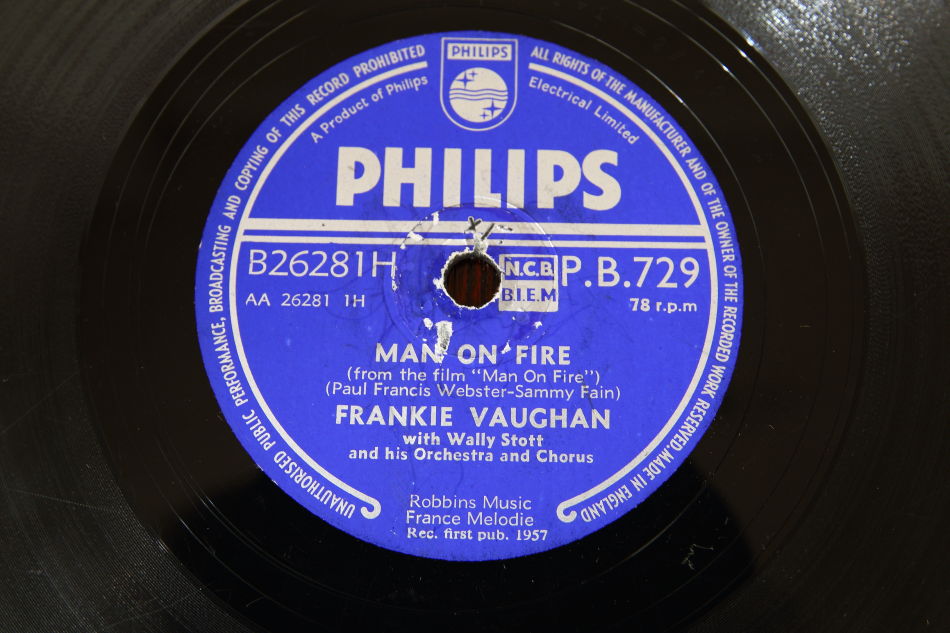 UNAUTHORISED PUBLIC PERFORMANCE, BROADCASTING AND COPYING OF THIS RECORD PROHIBITED
ALL RIGHTS OF THE MANUFACTURER AND OF THE OWNER OF THE RECORDED WORK RESERVED. MADE IN ENGLAND
PHILIPS
A Product of Philips Electrical Limited
PHILIPS
B26281H
AA 26281 1H
N.C.B.
B.I.E.M
P.B.729
78 r.p.m
MAN ON FIRE
(from the film "Man On Fire")
(Paul Francis Webster-Sammy Fain)
FRANKIE VAUGHAN
with Wally Stott
and his Orchestra and Chorus
Robbins Music
France Melodie
Rec. first pub. 1957